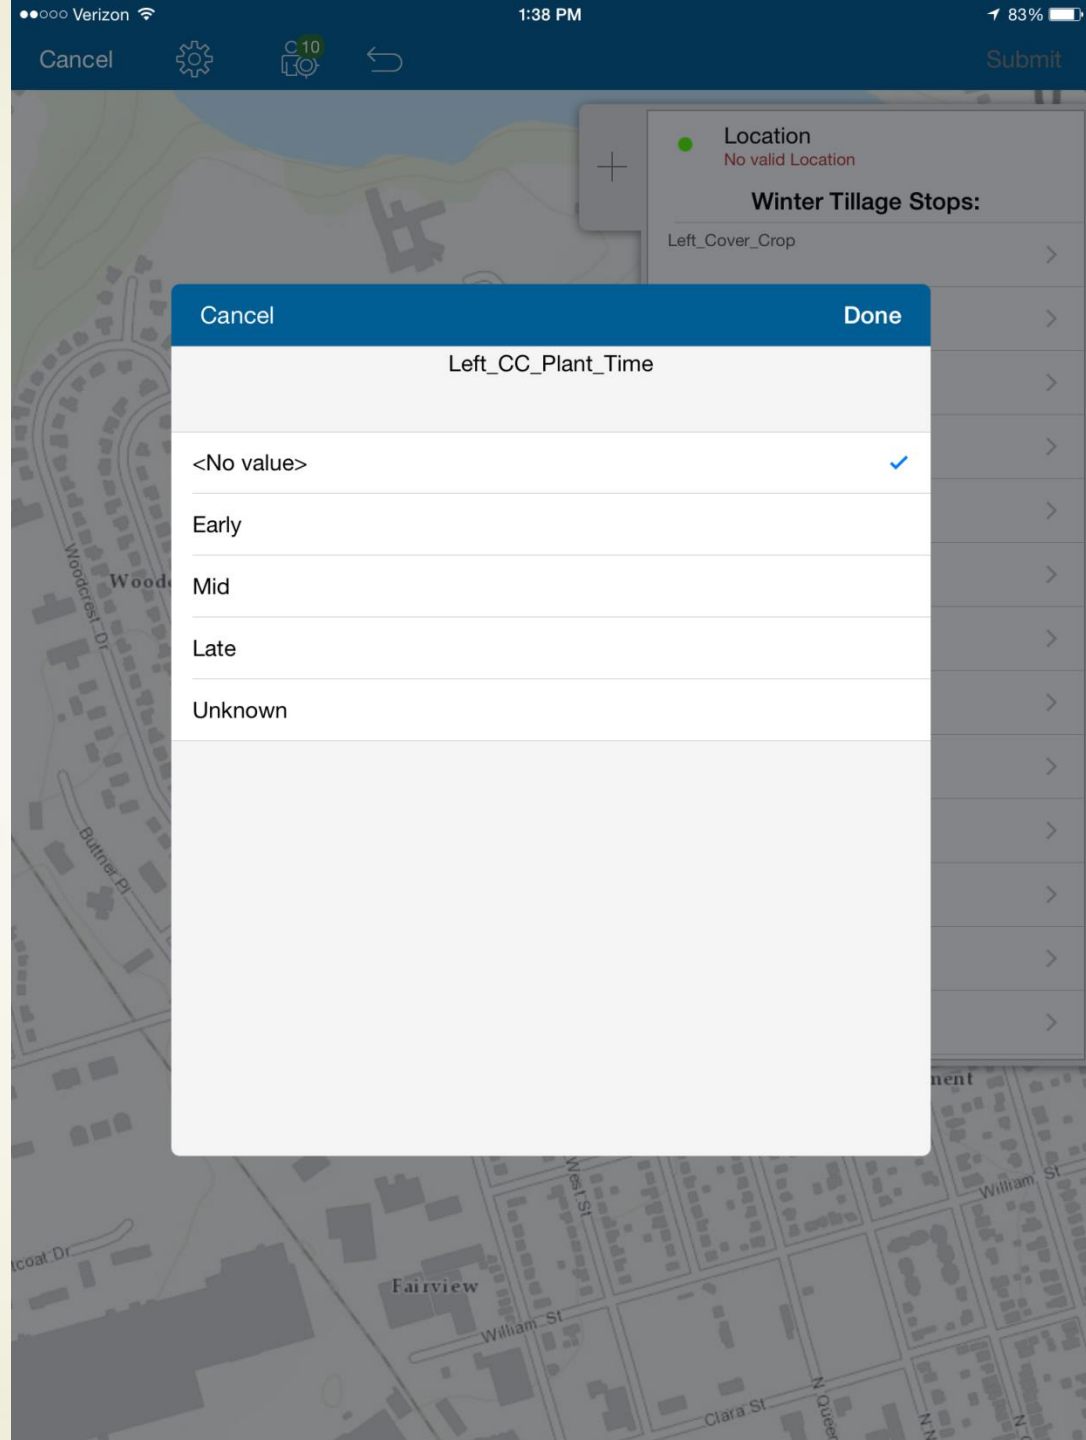 Verizon
1:38 PM
83%
Cancel
10
Submit
Location
No valid Location
Winter Tillage Stops:
Left_Cover_Crop
Cancel
Done
Left_CC_Plant_Time
<No value>
Early
Mid
Late
Unknown
Woodcrest Dr
Buttner Pl
West St
William St
Fairview
William St
Clara St